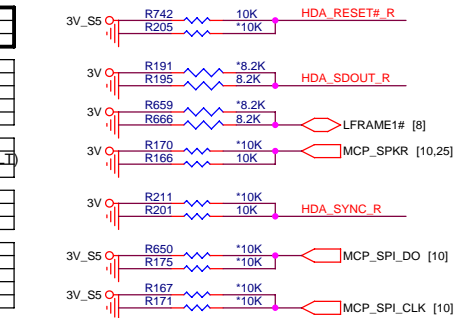 3V_S5 R742 10K HDA_RESET#_R
R205 *10K
3V R191 *8.2K
R195 8.2K HDA_SDOUT_R
3V R659 *8.2K
R666 8.2K LFRAME1# [8]
3V R170 *10K
R166 10K MCP_SPKR [10,25]
3V R211 *10K
R201 10K HDA_SYNC_R
3V_S5 R650 *10K
R175 *10K MCP_SPI_DO [10]
3V_S5 R167 *10K
R171 *10K MCP_SPI_CLK [10]